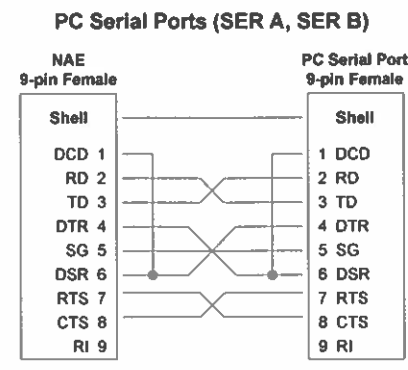 PC Serial Ports (SER A, SER B)
NAE
9-pin Female
PC Serial Port
9-pin Female
Shell
Shell
DCD 1
1 DCD
RD 2
2 RD
TD 3
3 TD
DTR 4
4 DTR
SG 5
5 SG
DSR 6
6 DSR
RTS 7
7 RTS
CTS 8
8 CTS
RI 9
9 RI